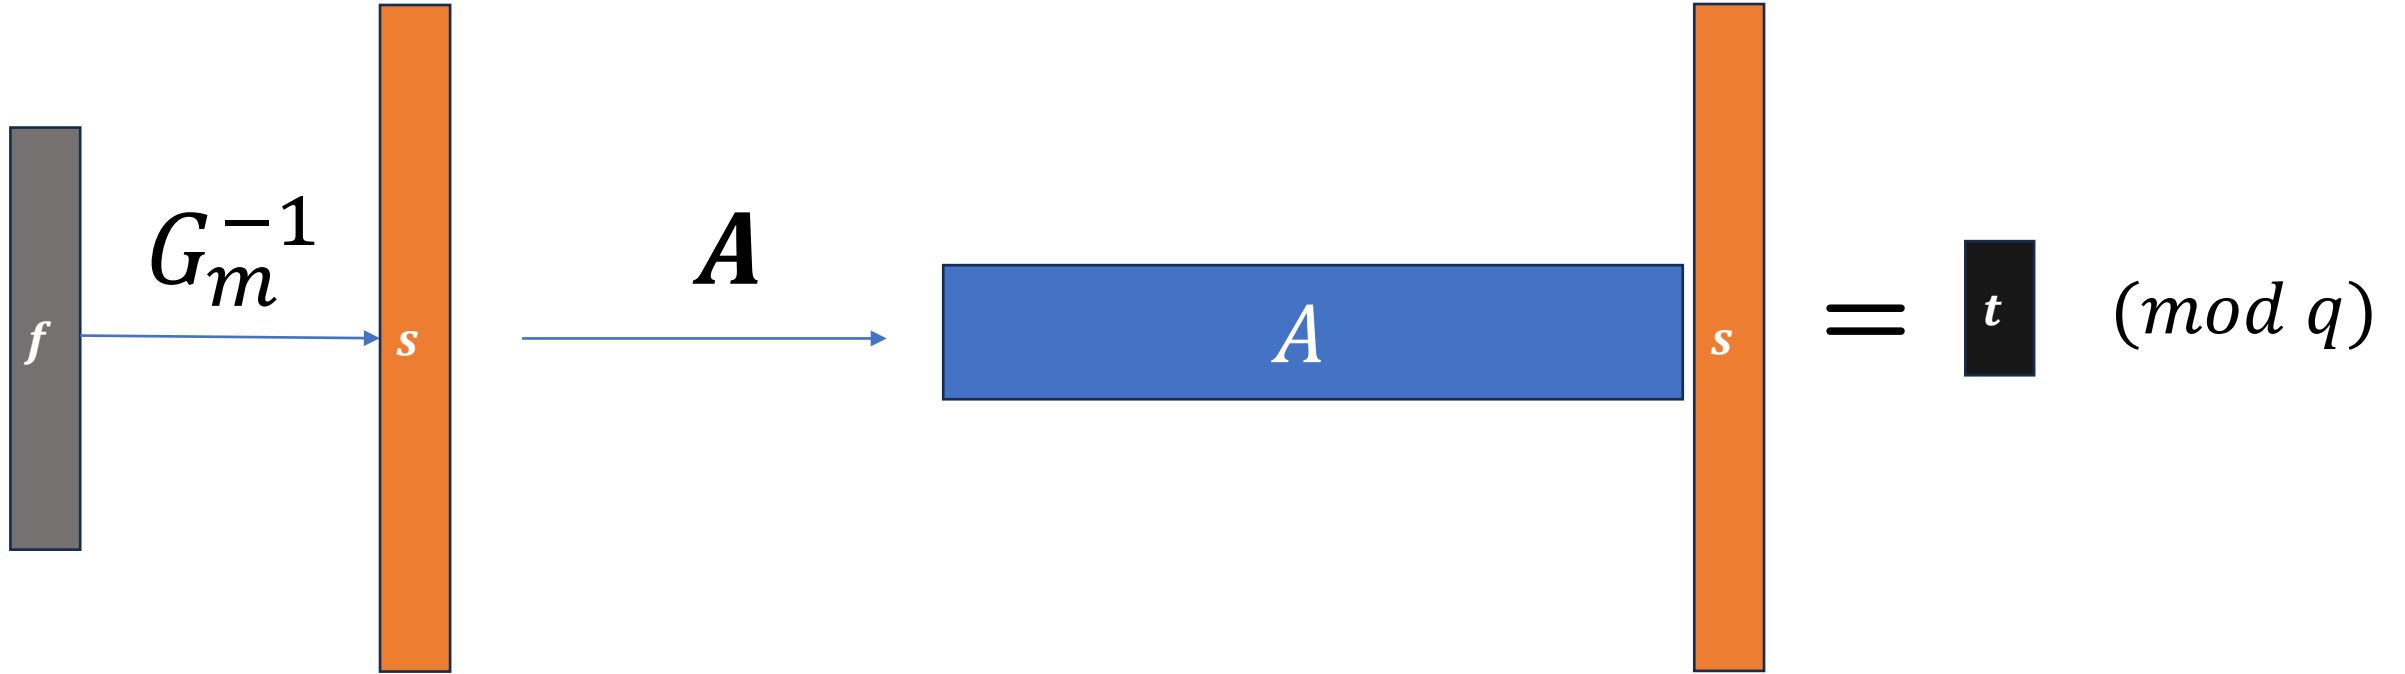 f
G_m^{-1}
s
A
A
s
=
t
(mod q)